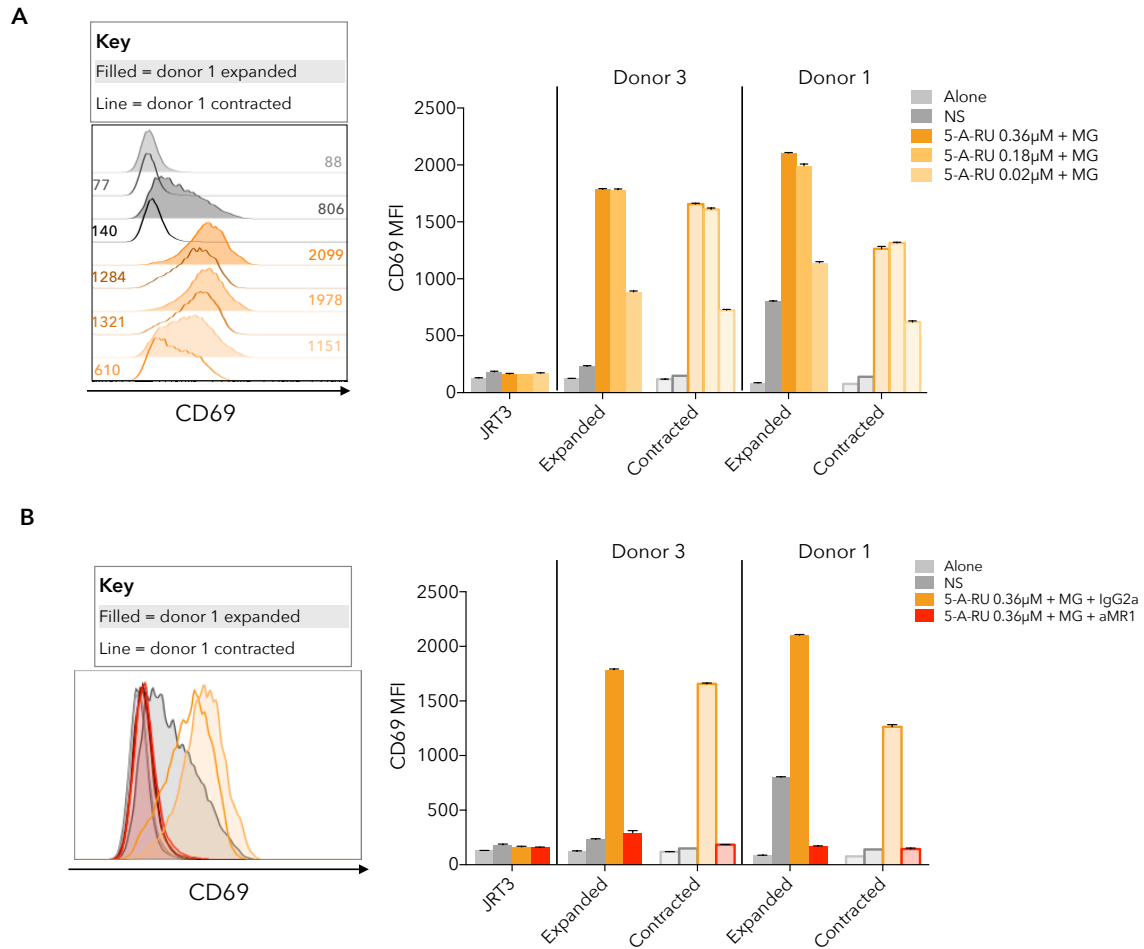 A
Key
Filled = donor 1 expanded
Line = donor 1 contracted
88
77
806
140
2099
1284
1978
1321
1151
610
CD69
Donor 3
Donor 1
2500
2000
1500
1000
500
0
CD69 MFI
JRT3
Expanded
Contracted
Expanded
Contracted
Alone
NS
5-A-RU 0.36µM + MG
5-A-RU 0.18µM + MG
5-A-RU 0.02µM + MG
B
Key
Filled = donor 1 expanded
Line = donor 1 contracted
CD69
Donor 3
Donor 1
2500
2000
1500
1000
500
0
CD69 MFI
JRT3
Expanded
Contracted
Expanded
Contracted
Alone
NS
5-A-RU 0.36µM + MG + IgG2a
5-A-RU 0.36µM + MG + aMR1